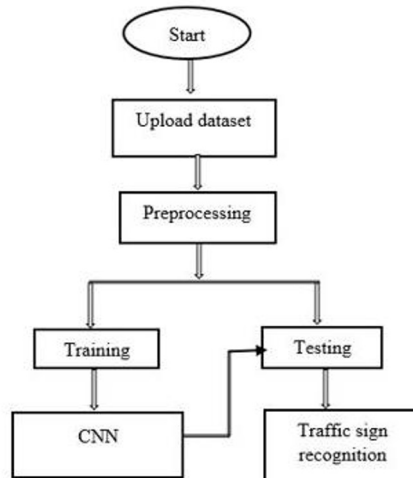 Start
Upload dataset
Preprocessing
Training
Testing
CNN
Traffic sign
recognition